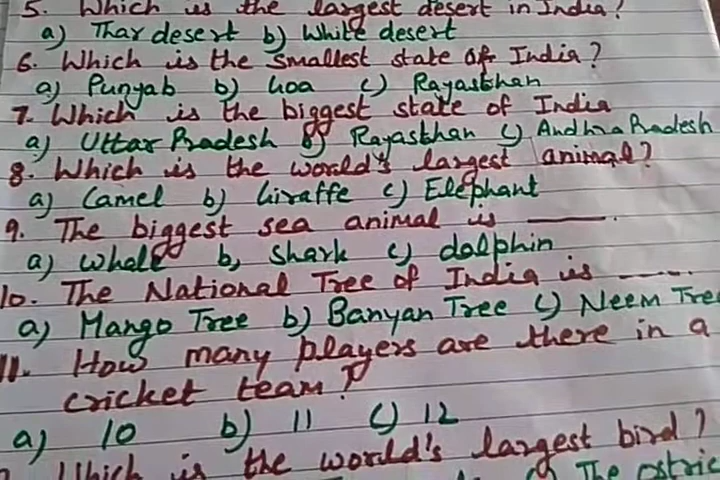 5. Which is the largest desert in India?
a) Thar desert b) White desert
6. Which is the smallest state of India?
a) Punjab b) Goa c) Rajasthan
7. Which is the biggest state of India
a) Uttar Pradesh b) Rajasthan c) Andhra Pradesh
8. Which is the world's largest animal?
a) Camel b) Giraffe c) Elephant
9. The biggest sea animal is ____.
a) whale b) shark c) dolphin
10. The National Tree of India is ____.
a) Mango Tree b) Banyan Tree c) Neem Tree
11. How many players are there in a
cricket team?
a) 10 b) 11 c) 12
Which is the world's largest bird?
c) The ostric